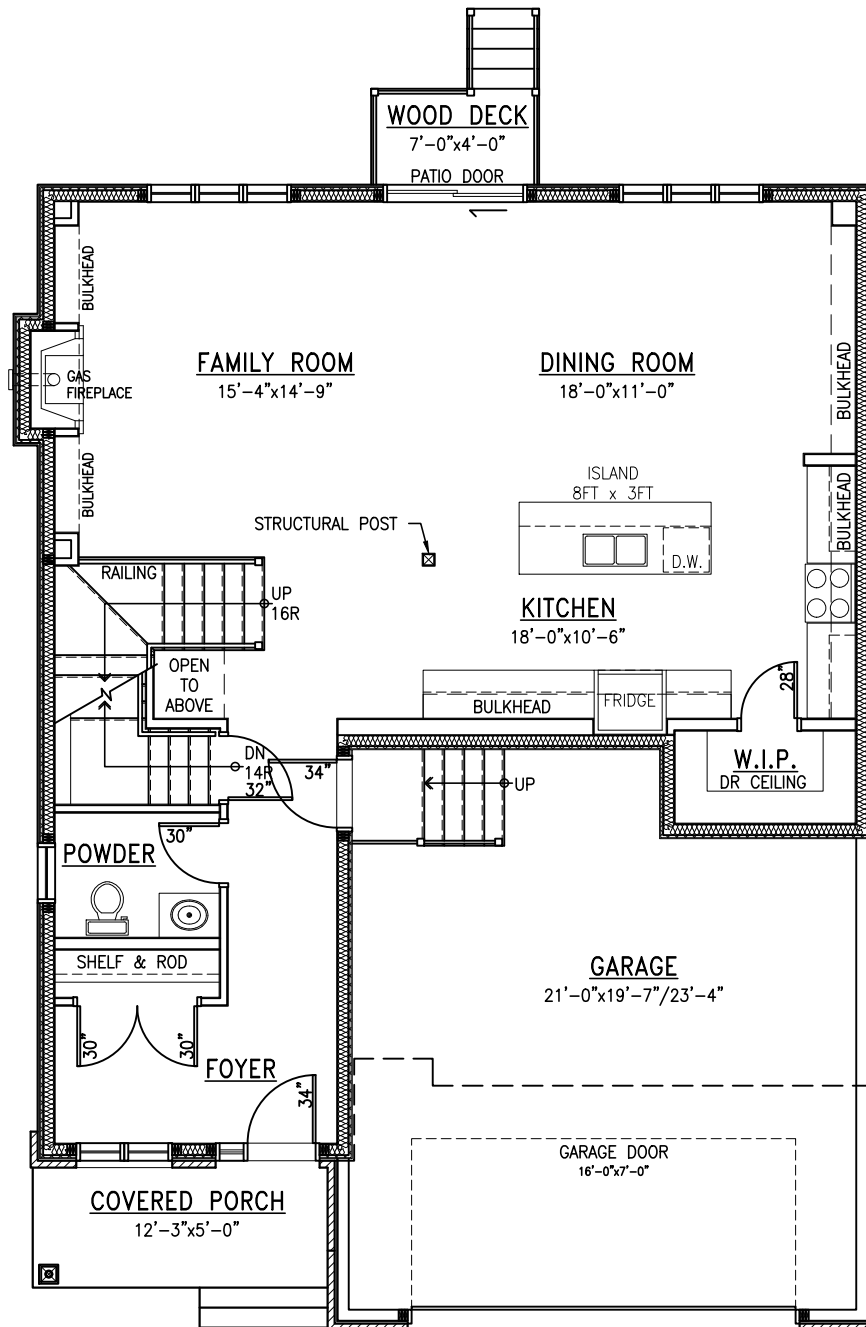 WOOD DECK
7'-0"x4'-0"
PATIO DOOR
BULKHEAD
GAS
FIREPLACE
BULKHEAD
FAMILY ROOM
15'-4"x14'-9"
DINING ROOM
18'-0"x11'-0"
BULKHEAD
BULKHEAD
ISLAND
8FT x 3FT
D.W.
STRUCTURAL POST
RAILING
UP
16R
KITCHEN
18'-0"x10'-6"
OPEN
TO
ABOVE
BULKHEAD
FRIDGE
28"
W.I.P.
DR CEILING
N
DN
14R
32"
34"
UP
30"
POWDER
SHELF & ROD
30"
30"
GARAGE
21'-0"x19'-7"/23'-4"
FOYER
34"
GARAGE DOOR
16'-0"x7'-0"
COVERED PORCH
12'-3"x5'-0"